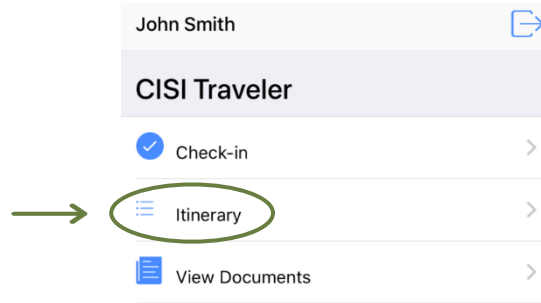 John Smith
CISI Traveler
Check-in
Itinerary
View Documents